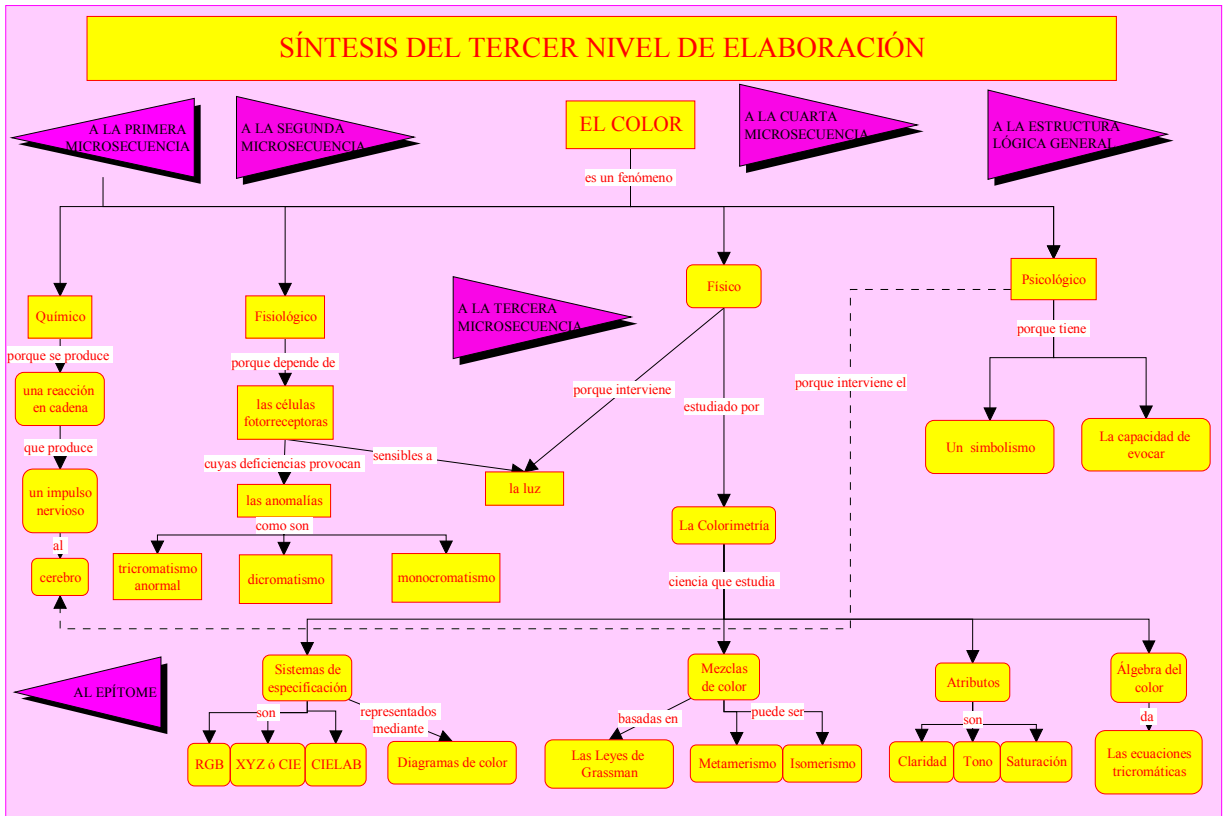 SÍNTESIS DEL TERCER NIVEL DE ELABORACIÓN
A LA PRIMERA
MICROSECUENCIA
A LA SEGUNDA
MICROSECUENCIA
EL COLOR
A LA CUARTA
MICROSECUENCIA
A LA ESTRUCTURA
LÓGICA GENERAL
es un fenómeno
Químico
Fisiológico
A LA TERCERA
MICROSECUENCIA
Físico
Psicológico
porque se produce
porque depende de
porque tiene
una reacción
en cadena
las células
fotorreceptoras
porque interviene
estudiado por
porque interviene el
que produce
cuyas deficiencias provocan
sensibles a
Un simbolismo
La capacidad de
evocar
un impulso
nervioso
las anomalías
la luz
al
como son
La Colorimetría
cerebro
tricromatismo
anormal
dicromatismo
monocromatismo
ciencia que estudia
AL EPÍTOME
Sistemas de
especificación
Mezclas
de color
Atributos
Álgebra del
color
son
representados
mediante
basadas en
puede ser
son
da
RGB
XYZ ó CIE
CIELAB
Diagramas de color
Las Leyes de
Grassman
Metamerismo
Isomerismo
Claridad
Tono
Saturación
Las ecuaciones
tricromáticas